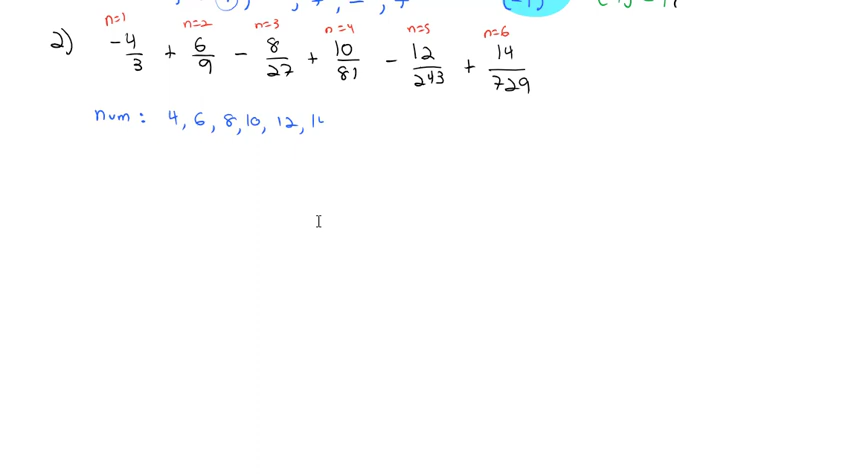 n=1 n=2 n=3 n=4 n=5 n=6
2) -4/3 + 6/9 - 8/27 + 10/81 - 12/243 + 14/729
num: 4, 6, 8, 10, 12, 14